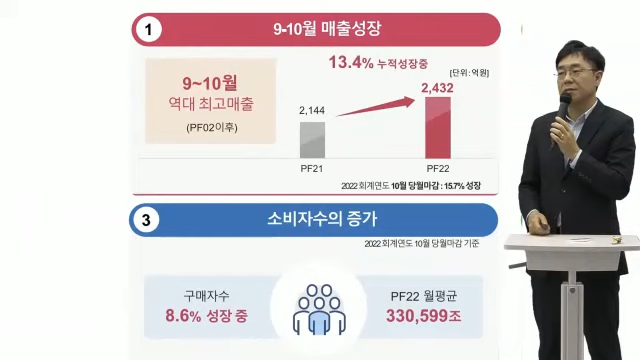 1
9-10월 매출성장
13.4% 누적성장중
[단위:억원]
9~10월
역대 최고매출
(PF02이후)
2,144
2,432
PF21
PF22
2022 회계연도 10월 당월마감 : 15.7% 성장
3
소비자수의 증가
2022 회계연도 10월 당월마감 기준
구매자수
8.6% 성장 중
PF22 월평균
330,599조